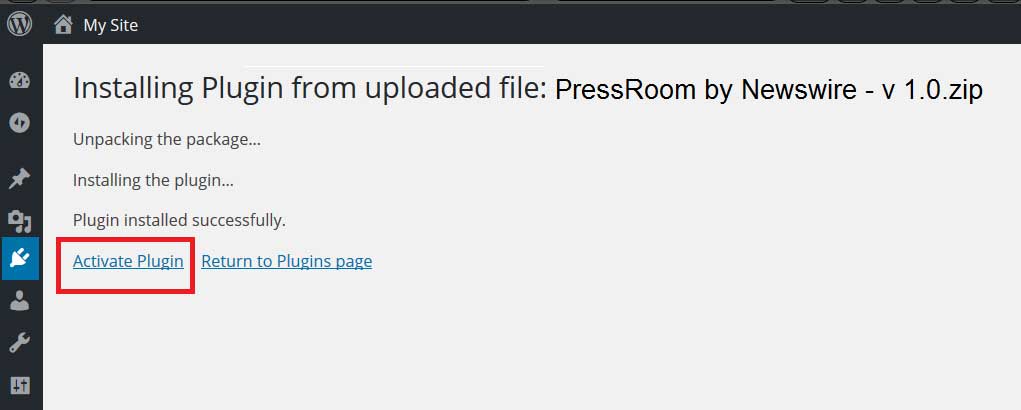 My Site
Installing Plugin from uploaded file: PressRoom by Newswire - v 1.0.zip
Unpacking the package...
Installing the plugin...
Plugin installed successfully.
Activate Plugin Return to Plugins page